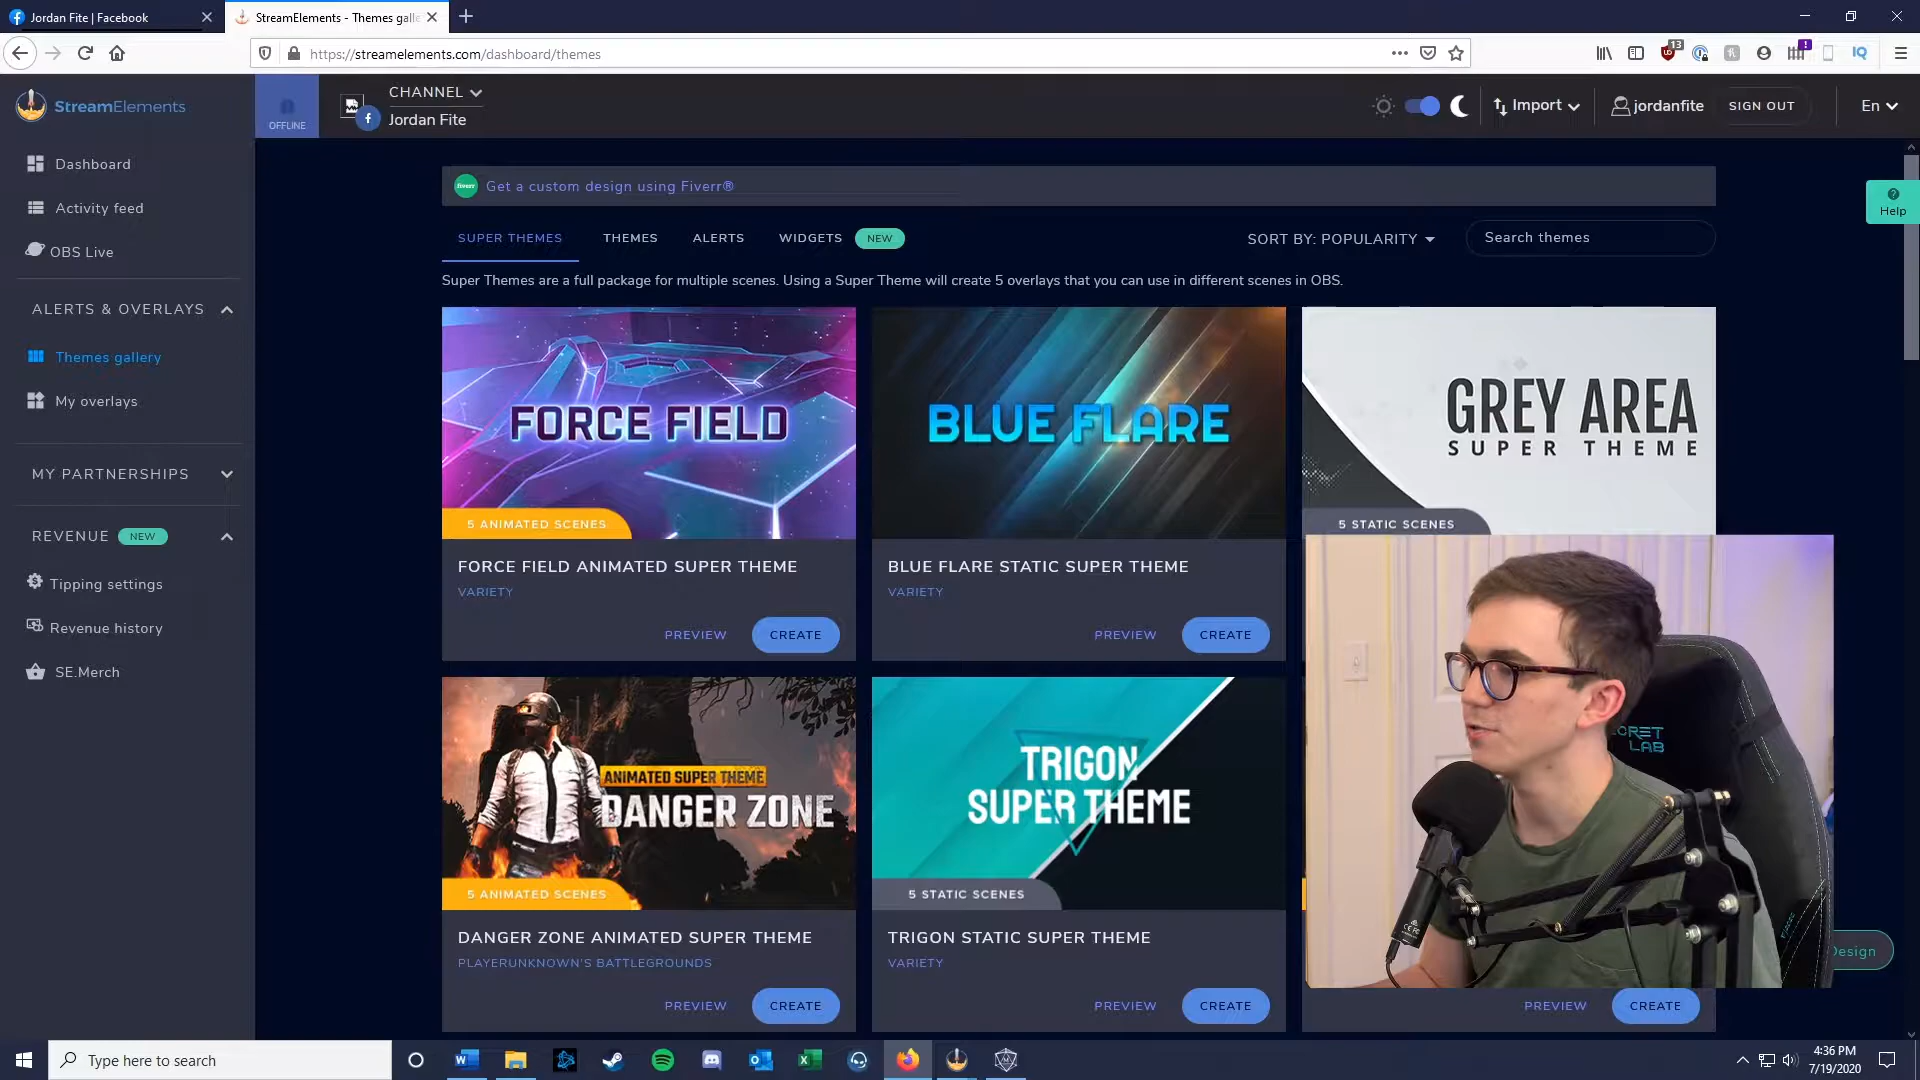 Jordan Fite | Facebook
StreamElements - Themes galle
13
https://streamelements.com/dashboard/themes
IQ
StreamElements
OFFLINE
CHANNEL
Jordan Fite
Import
jordanfite
SIGN OUT
En
Dashboard
Activity feed
OBS Live
ALERTS & OVERLAYS
Themes gallery
My overlays
MY PARTNERSHIPS
REVENUE NEW
Tipping settings
Revenue history
SE.Merch
fiverr
Get a custom design using Fiverr®
Help
SUPER THEMES
THEMES
ALERTS
WIDGETS NEW
SORT BY: POPULARITY
Search themes
Super Themes are a full package for multiple scenes. Using a Super Theme will create 5 overlays that you can use in different scenes in OBS.
FORCE FIELD
5 ANIMATED SCENES
FORCE FIELD ANIMATED SUPER THEME
VARIETY
PREVIEW
CREATE
BLUE FLARE
BLUE FLARE STATIC SUPER THEME
VARIETY
PREVIEW
CREATE
GREY AREA
SUPER THEME
5 STATIC SCENES
ANIMATED SUPER THEME
DANGER ZONE
5 ANIMATED SCENES
DANGER ZONE ANIMATED SUPER THEME
PLAYERUNKNOWN'S BATTLEGROUNDS
PREVIEW
CREATE
TRIGON
SUPER THEME
5 STATIC SCENES
TRIGON STATIC SUPER THEME
VARIETY
PREVIEW
CREATE
CRET
LAB
Design
PREVIEW
CREATE
Type here to search
4:36 PM
7/19/2020